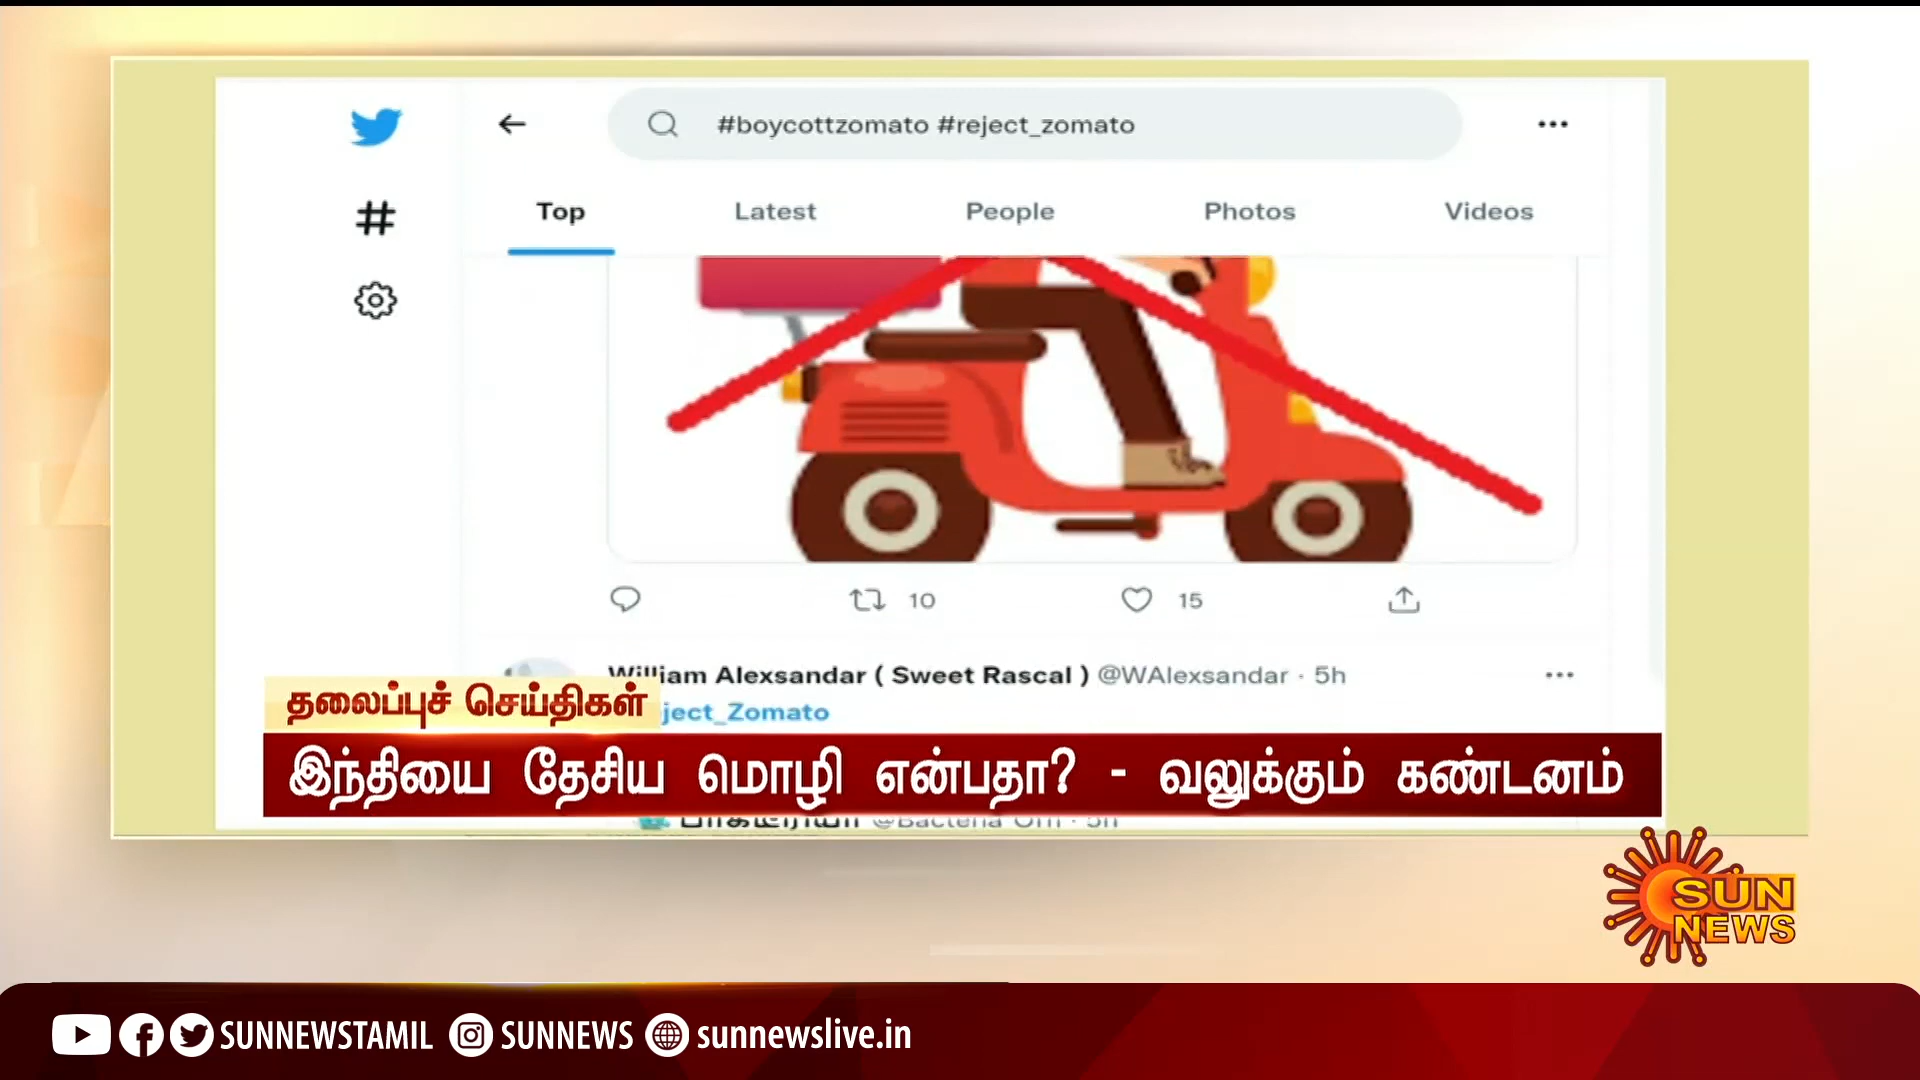 #boycottzomato #reject_zomato
Top Latest People Photos Videos
10 15
William Alexsandar ( Sweet Rascal ) @WAlexsandar · 5h
ject_Zomato
தலைப்புச் செய்திகள்
இந்தியை தேசிய மொழி என்பதா? - வலுக்கும் கண்டனம்
SUN
NEWS
SUNNEWSTAMIL SUNNEWS sunnewslive.in